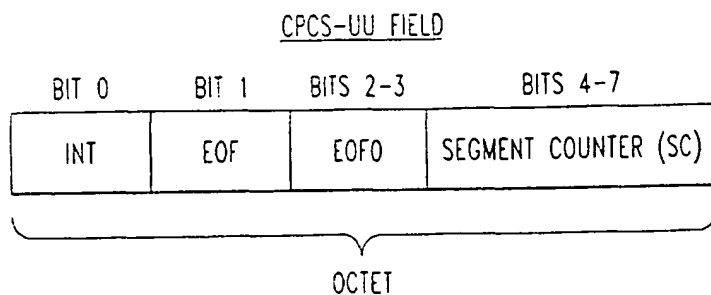 CPCS-UU FIELD
BIT 0 BIT 1 BITS 2-3 BITS 4-7
INT EOF EOFO SEGMENT COUNTER (SC)
OCTET